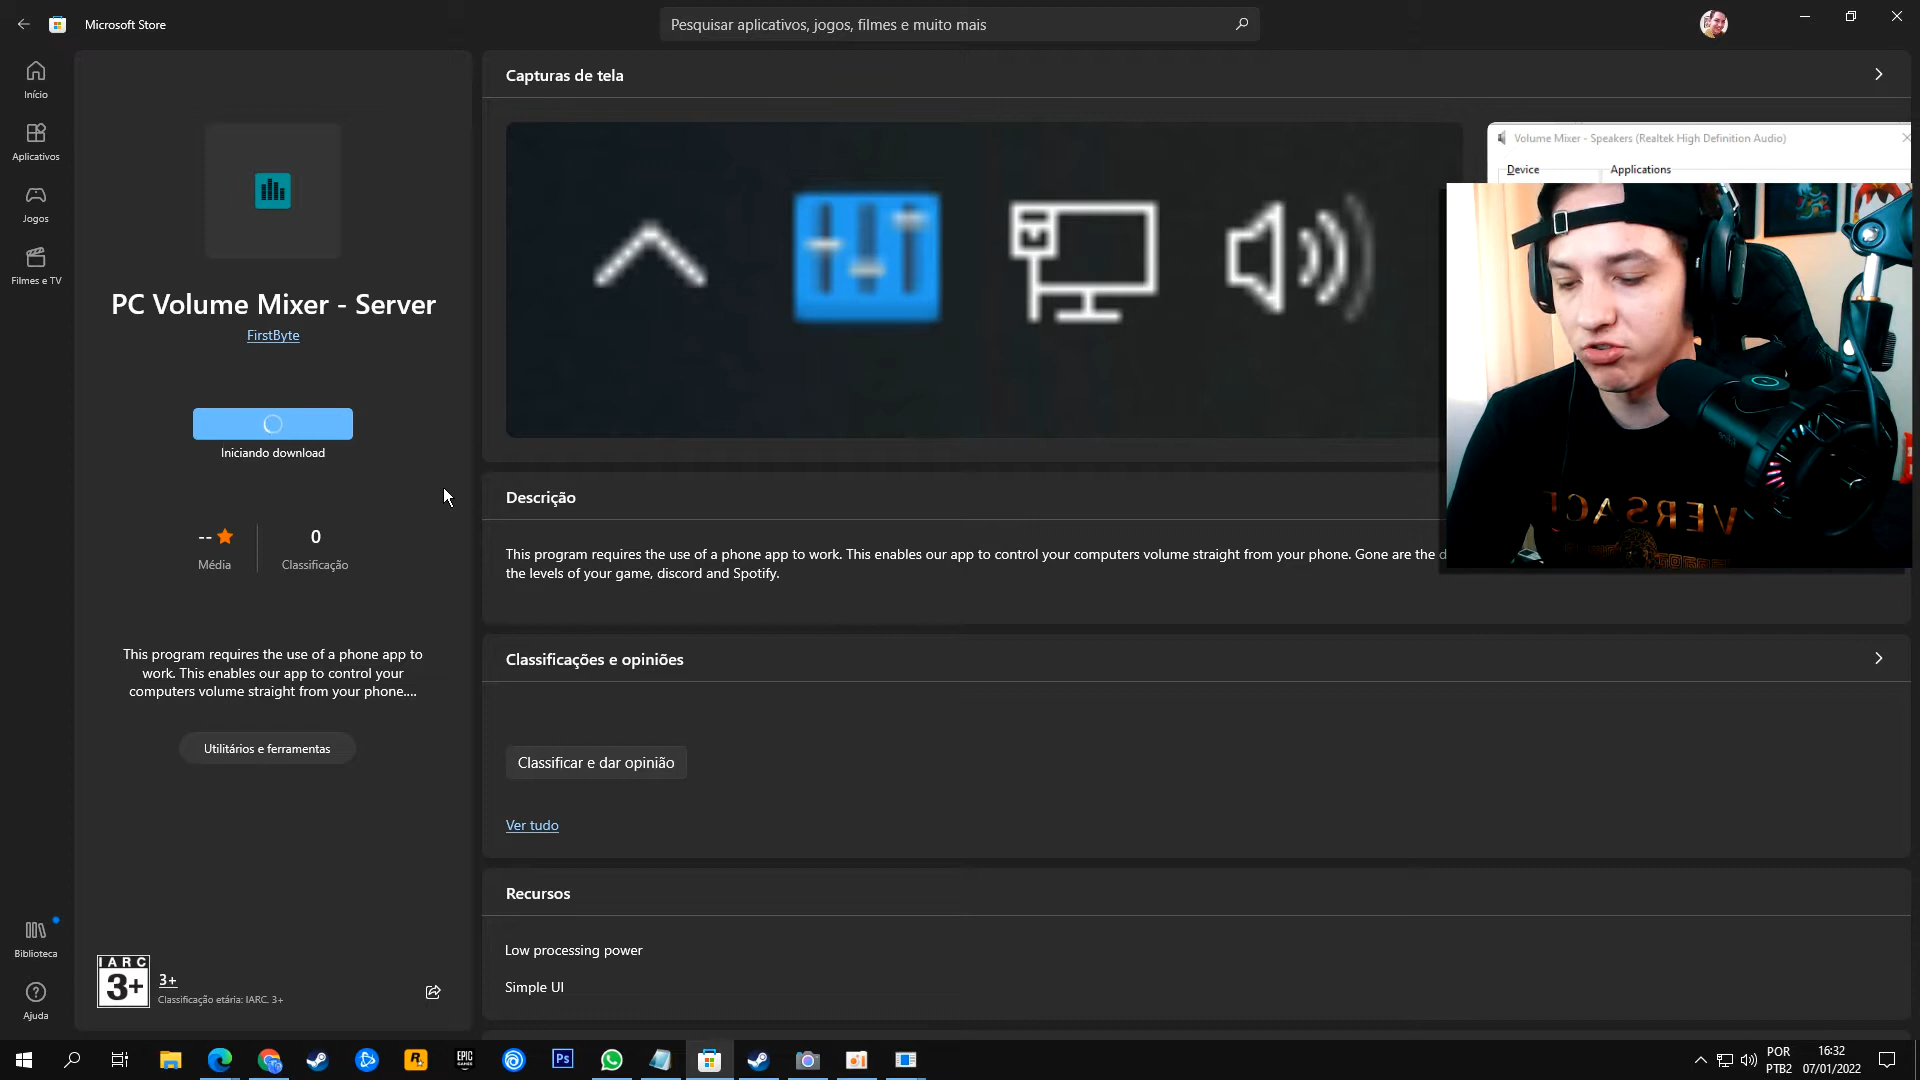 Microsoft Store
Pesquisar aplicativos, jogos, filmes e muito mais
Início
Aplicativos
Jogos
Filmes e TV
Biblioteca
Ajuda
PC Volume Mixer - Server
FirstByte
Iniciando download
-- 
Média
0
Classificação
This program requires the use of a phone app to
work. This enables our app to control your
computers volume straight from your phone....
Utilitários e ferramentas
IARC
3+
3+
Classificação etária: IARC. 3+
Capturas de tela
Volume Mixer - Speakers (Realtek High Definition Audio)
Device
Applications
VERSACE
Descrição
This program requires the use of a phone app to work. This enables our app to control your computers volume straight from your phone. Gone are the d
the levels of your game, discord and Spotify.
Classificações e opiniões
Classificar e dar opinião
Ver tudo
Recursos
Low processing power
Simple UI
R
EPIC
GAMES
Ps
POR
PTB2
16:32
07/01/2022